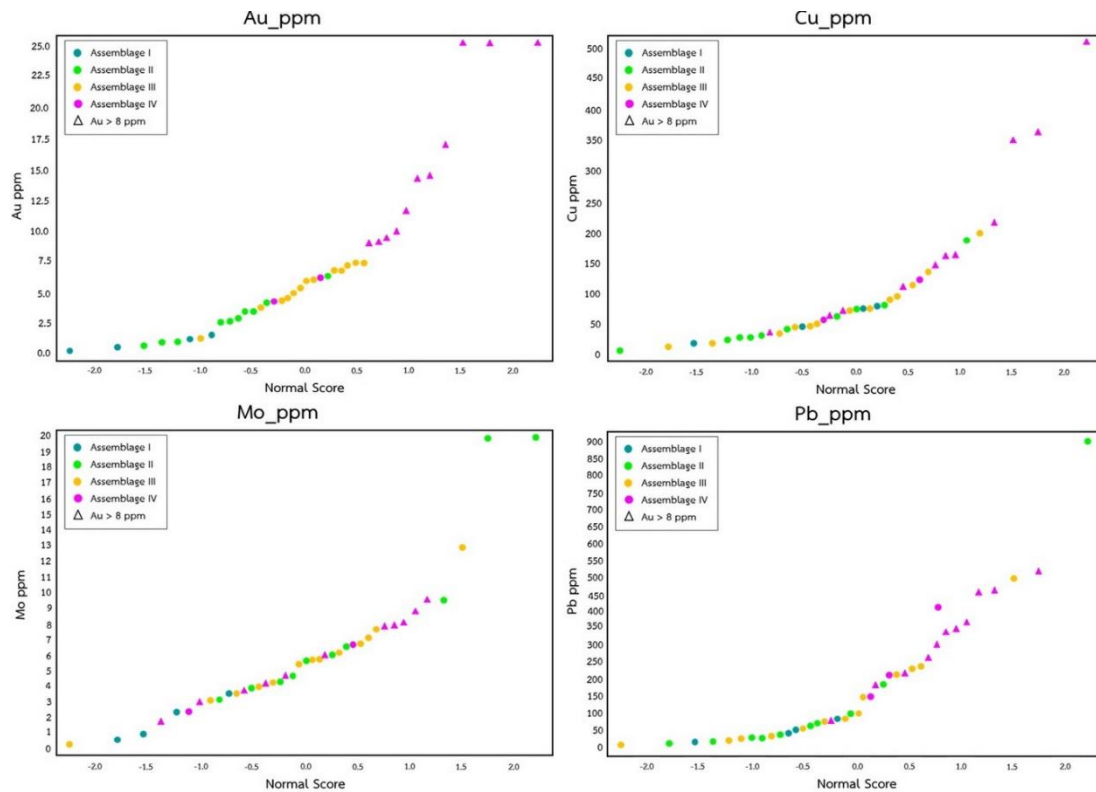 Au_ppm
Au ppm
25.0
22.5
20.0
17.5
15.0
12.5
10.0
7.5
5.0
2.5
0.0
Assemblage I
Assemblage II
Assemblage III
Assemblage IV
Au > 8 ppm
-2.0 -1.5 -1.0 -0.5 0.0 0.5 1.0 1.5 2.0
Normal Score
Cu_ppm
Cu ppm
500
450
400
350
300
250
200
150
100
50
0
Assemblage I
Assemblage II
Assemblage III
Assemblage IV
Au > 8 ppm
-2.0 -1.5 -1.0 -0.5 0.0 0.5 1.0 1.5 2.0
Normal Score
Mo_ppm
Mo ppm
20
19
18
17
16
15
14
13
12
11
10
9
8
7
6
5
4
3
2
1
0
Assemblage I
Assemblage II
Assemblage III
Assemblage IV
Au > 8 ppm
-2.0 -1.5 -1.0 -0.5 0.0 0.5 1.0 1.5 2.0
Normal Score
Pb_ppm
Pb ppm
900
850
800
750
700
650
600
550
500
450
400
350
300
250
200
150
100
50
0
Assemblage I
Assemblage II
Assemblage III
Assemblage IV
Au > 8 ppm
-2.0 -1.5 -1.0 -0.5 0.0 0.5 1.0 1.5 2.0
Normal Score